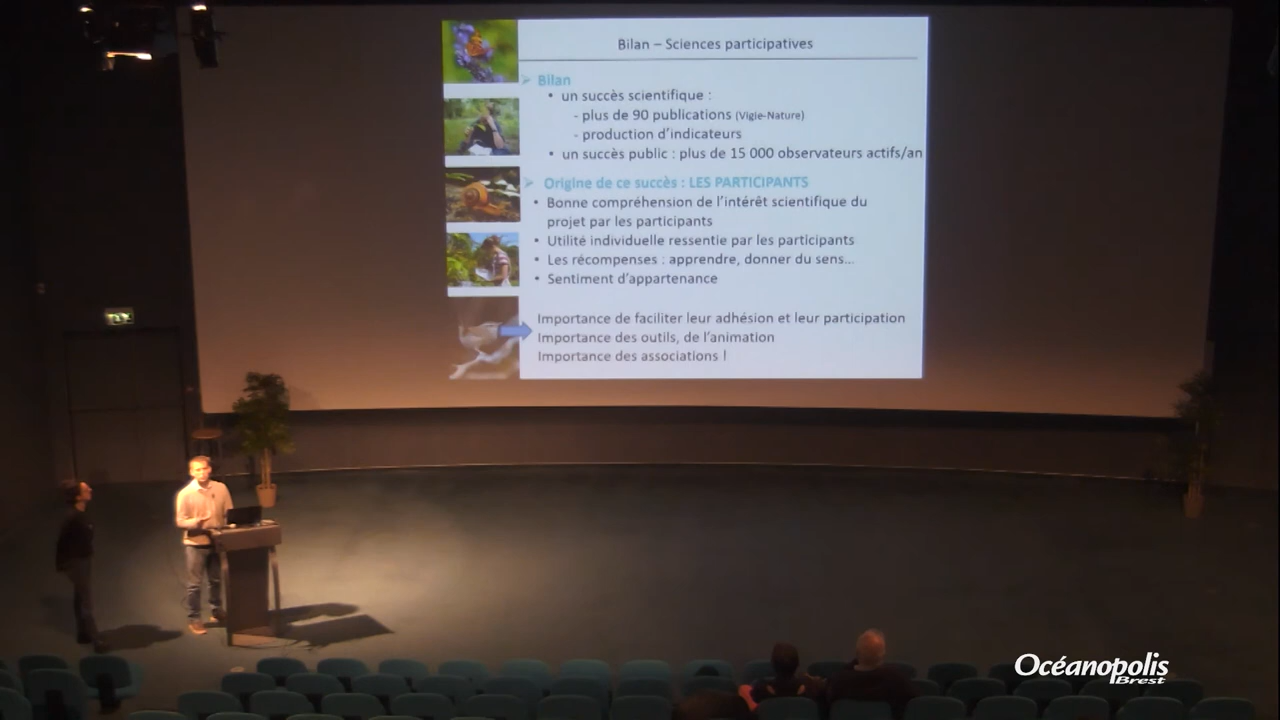 Bilan – Sciences participatives
➢ Bilan
• un succès scientifique :
- plus de 90 publications (Vigie-Nature)
- production d'indicateurs
• un succès public : plus de 15 000 observateurs actifs/an
➢ Origine de ce succès : LES PARTICIPANTS
• Bonne compréhension de l'intérêt scientifique du
projet par les participants
• Utilité individuelle ressentie par les participants
• Les récompenses : apprendre, donner du sens...
• Sentiment d'appartenance
Importance de faciliter leur adhésion et leur participation
Importance des outils, de l'animation
Importance des associations !
Océanopolis
Brest